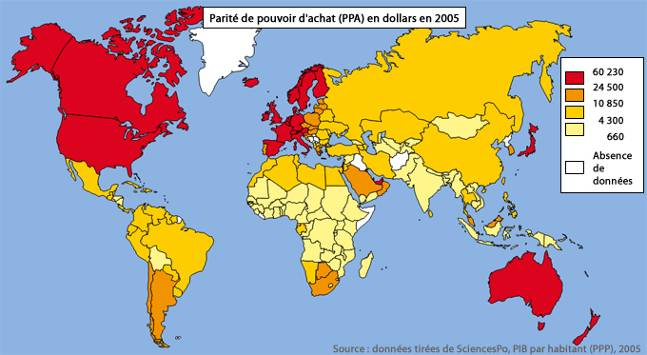 Parité de pouvoir d'achat (PPA) en dollars en 2005
60 230
24 500
10 850
4 300
660
Absence
de
données
Source : données tirées de SciencesPo, PIB par habitant (PPP), 2005